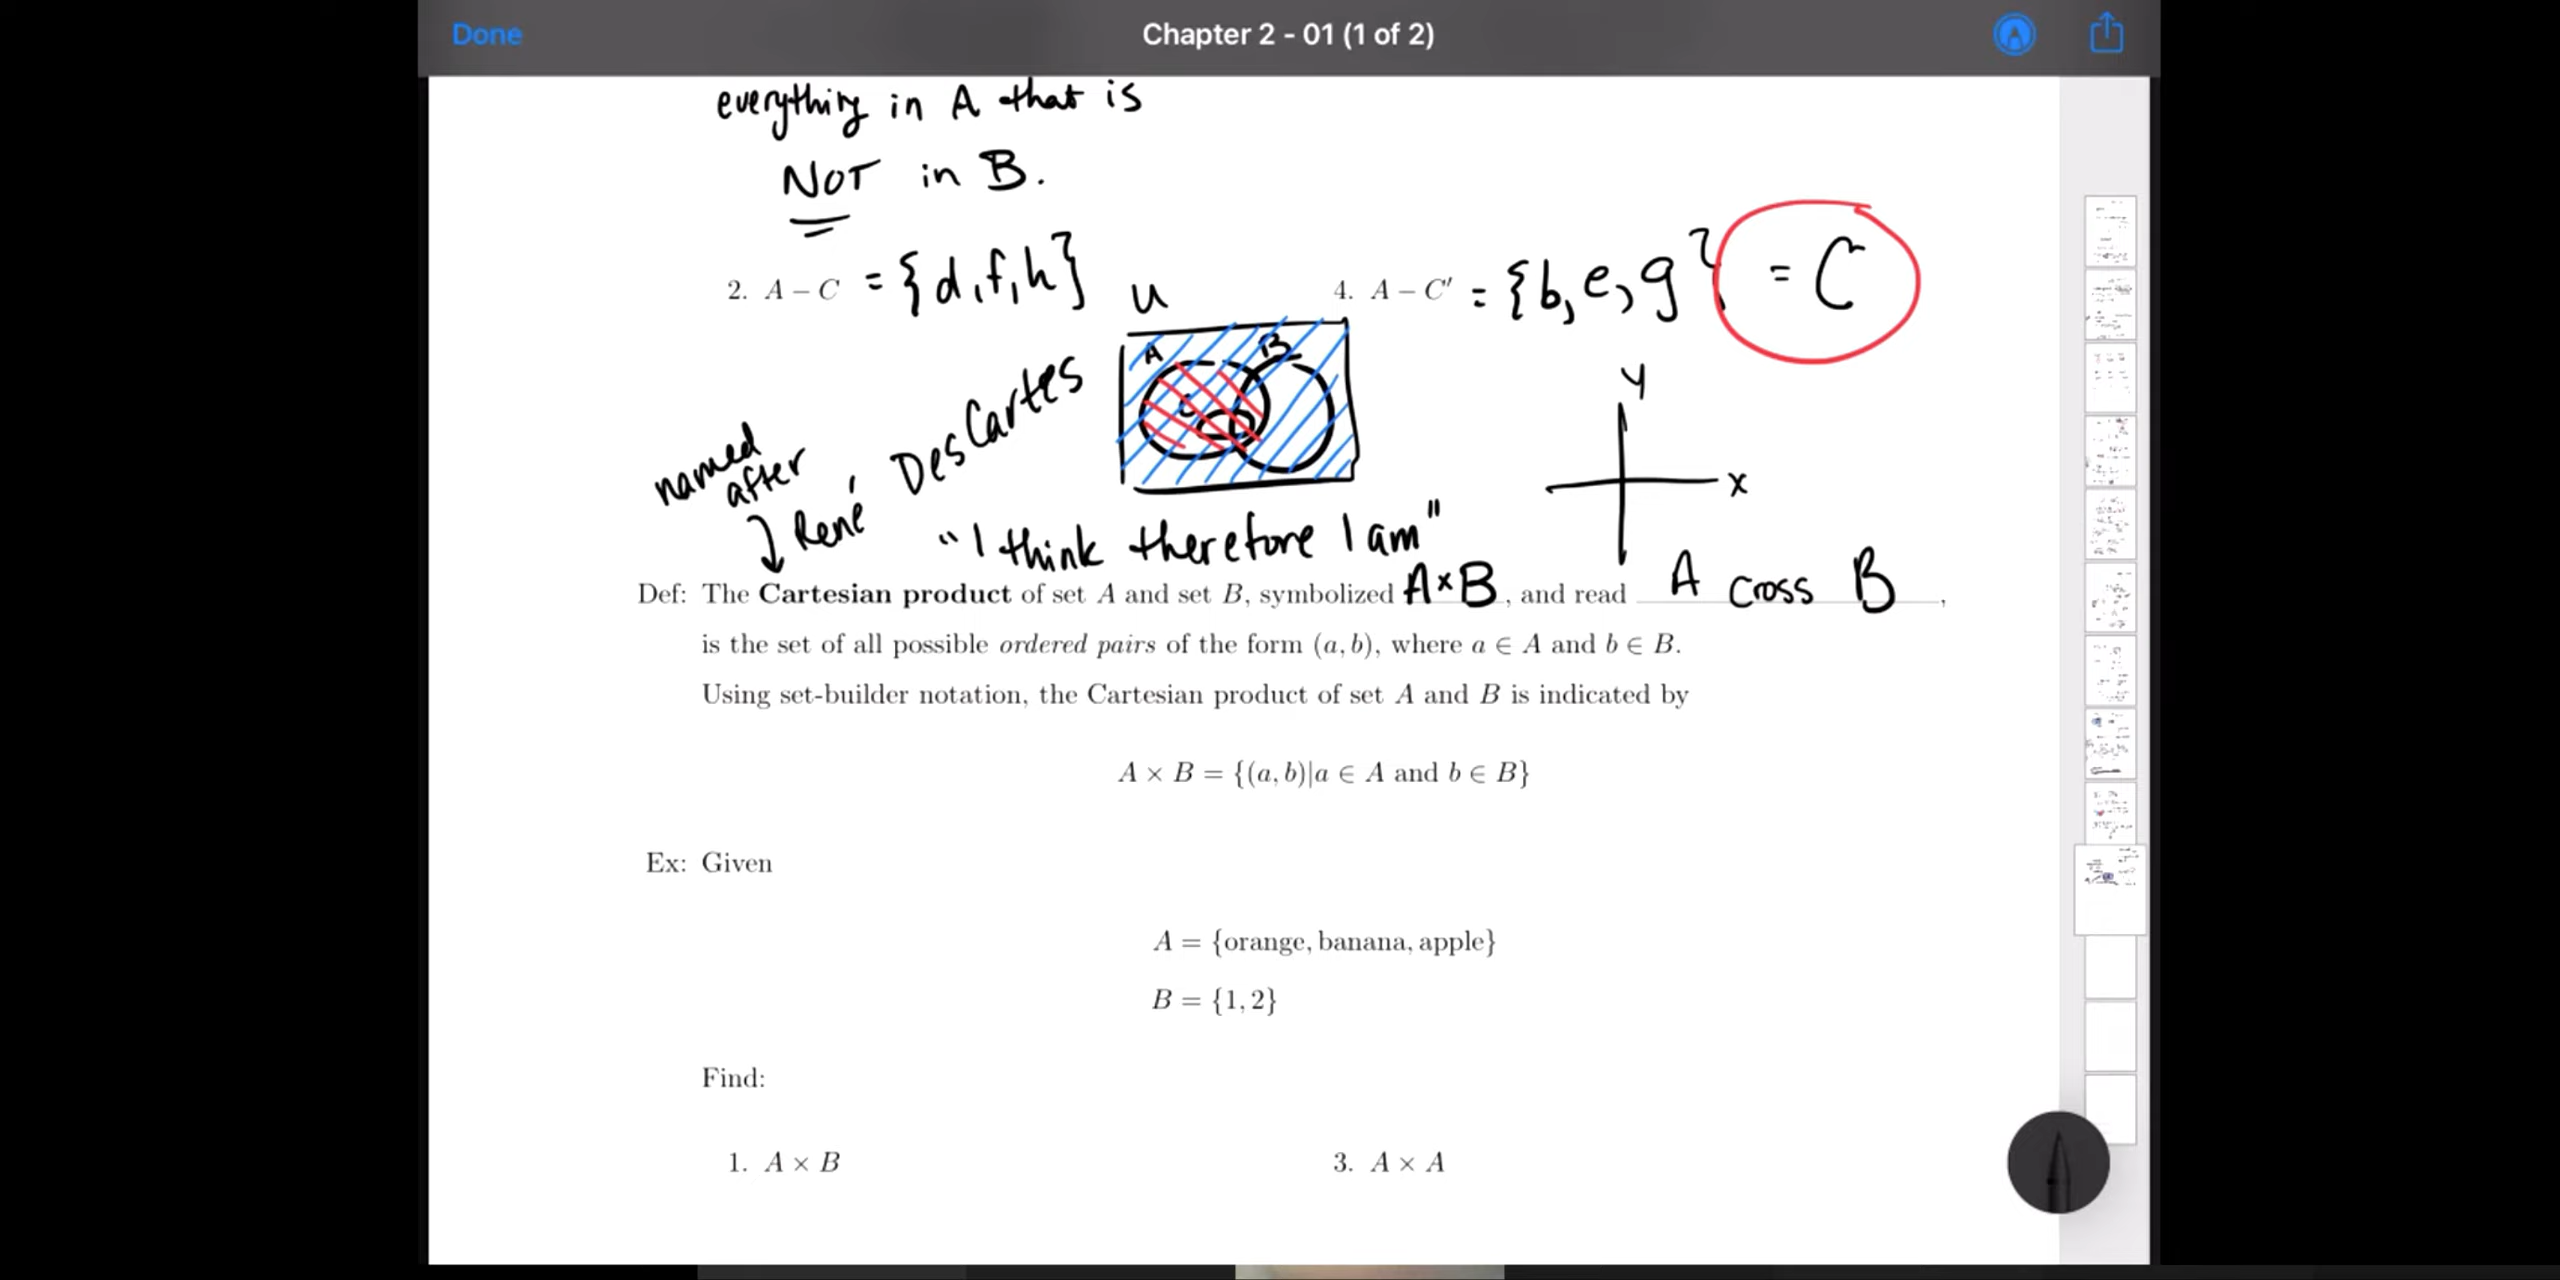 Done
Chapter 2 - 01 (1 of 2)
everything in A that is
NOT in B.
2. A − C = {d, f, h}
U
4. A − C′ = {b, e, g} = C
A B
C
y
x
named after
René DesCartes
"I think therefore I am"
Def: The Cartesian product of set A and set B, symbolized A×B, and read A cross B,
is the set of all possible ordered pairs of the form (a, b), where a ∈ A and b ∈ B.
Using set-builder notation, the Cartesian product of set A and B is indicated by
A × B = {(a, b)|a ∈ A and b ∈ B}
Ex: Given
A = {orange, banana, apple}
B = {1, 2}
Find:
1. A × B
3. A × A